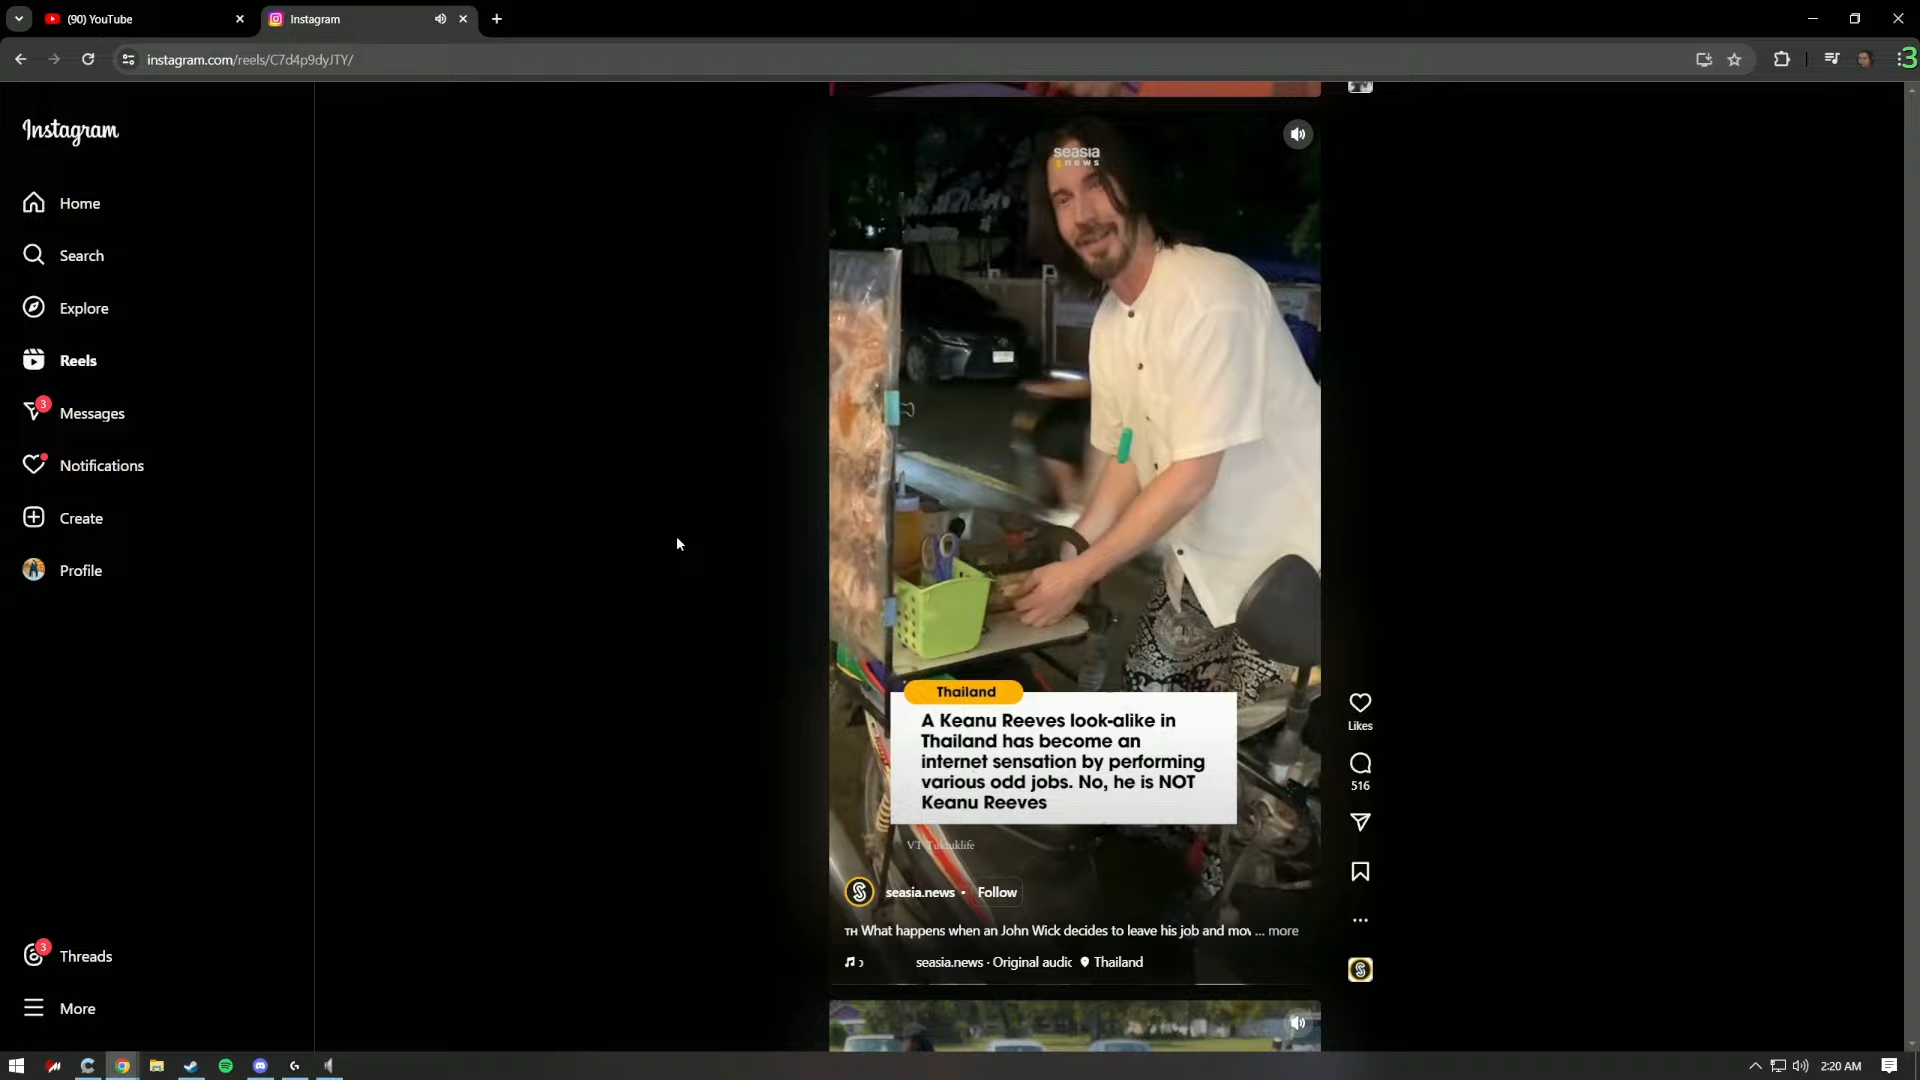 (90) YouTube
Instagram
instagram.com/reels/C7d4p9dyJTY/
3
Instagram
Home
Search
Explore
Reels
3
Messages
Notifications
Create
Profile
3
Threads
More
seasia
news
Thailand
A Keanu Reeves look-alike in
Thailand has become an
internet sensation by performing
various odd jobs. No, he is NOT
Keanu Reeves
VT Tuktuklife
seasia.news • Follow
TH What happens when an John Wick decides to leave his job and mov ... more
seasia.news · Original audic Thailand
Likes
516
2:20 AM